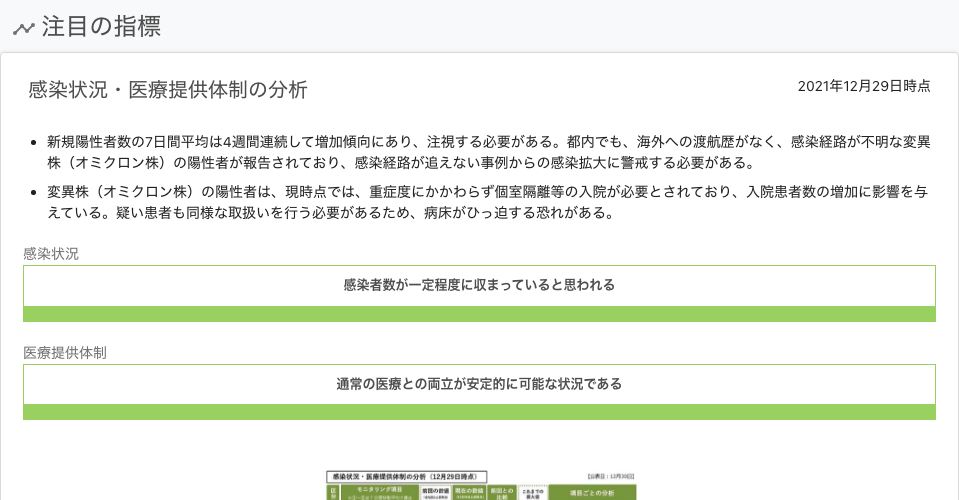 注目の指標
感染状況・医療提供体制の分析
2021年12月29日時点
新規陽性者数の7日間平均は4週間連続して増加傾向にあり、注視する必要がある。都内でも、海外への渡航歴がなく、感染経路が不明な変異
株（オミクロン株）の陽性者が報告されており、感染経路が追えない事例からの感染拡大に警戒する必要がある。
変異株（オミクロン株）の陽性者は、現時点では、重症度にかかわらず個室隔離等の入院が必要とされており、入院患者数の増加に影響を与
えている。疑い患者も同様な取扱いを行う必要があるため、病床がひっ迫する恐れがある。
感染状況
感染者数が一定程度に収まっていると思われる
医療提供体制
通常の医療との両立が安定的に可能な状況である
感染状況・医療提供体制の分析（12月29日時点）
区分
モニタリング項目
前回の数値
現在の数値
前回との
比較
これまでの
最大値
項目ごとの分析